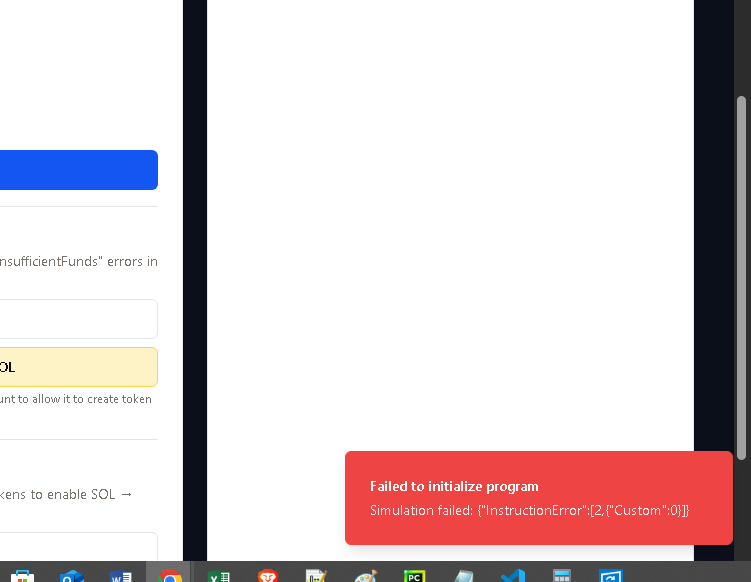 nsufficientFunds" errors in
OL
unt to allow it to create token
kens to enable SOL →
Failed to initialize program
Simulation failed: {"InstructionError":[2,{"Custom":0}]}
PC